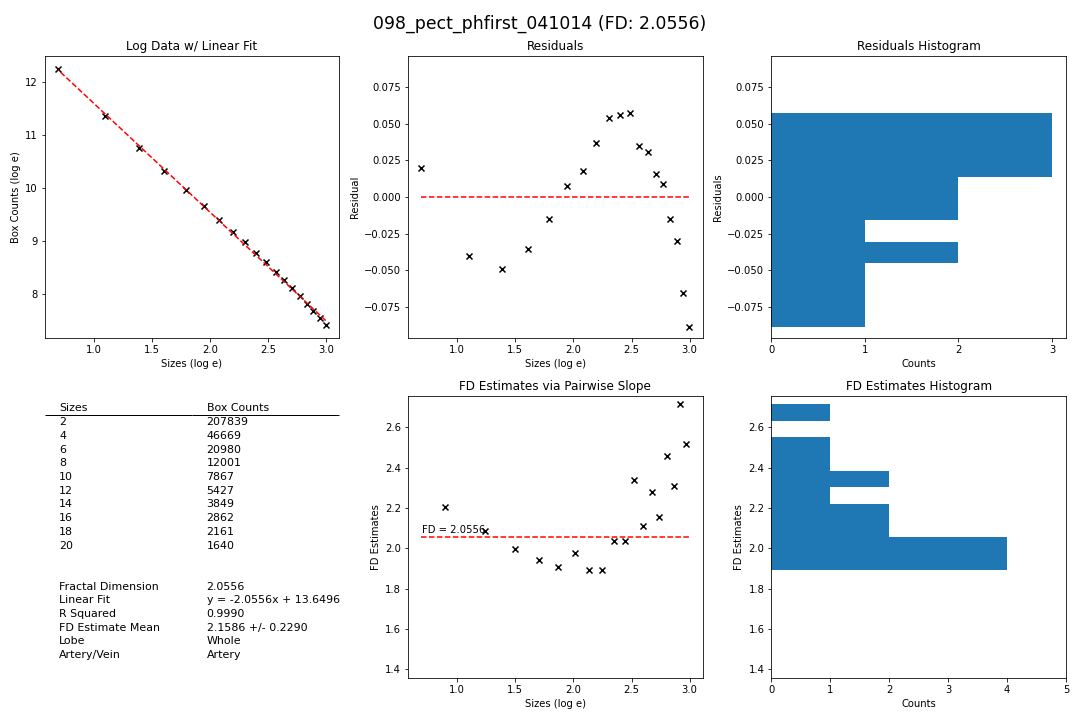 098_pect_phfirst_041014 (FD: 2.0556)
Log Data w/ Linear Fit
Box Counts (log e)
12
11
10
9
8
1.0 1.5 2.0 2.5 3.0
Sizes (log e)
Residuals
Residual
0.075
0.050
0.025
0.000
−0.025
−0.050
−0.075
1.0 1.5 2.0 2.5 3.0
Sizes (log e)
Residuals Histogram
Residuals
0.075
0.050
0.025
0.000
−0.025
−0.050
−0.075
0 1 2 3
Counts
Sizes Box Counts
2 207839
4 46669
6 20980
8 12001
10 7867
12 5427
14 3849
16 2862
18 2161
20 1640
Fractal Dimension 2.0556
Linear Fit y = -2.0556x + 13.6496
R Squared 0.9990
FD Estimate Mean 2.1586 +/- 0.2290
Lobe Whole
Artery/Vein Artery
FD Estimates via Pairwise Slope
FD Estimates
2.6
2.4
2.2
2.0
1.8
1.6
1.4
FD = 2.0556
1.0 1.5 2.0 2.5 3.0
Sizes (log e)
FD Estimates Histogram
FD Estimates
2.6
2.4
2.2
2.0
1.8
1.6
1.4
0 1 2 3 4 5
Counts